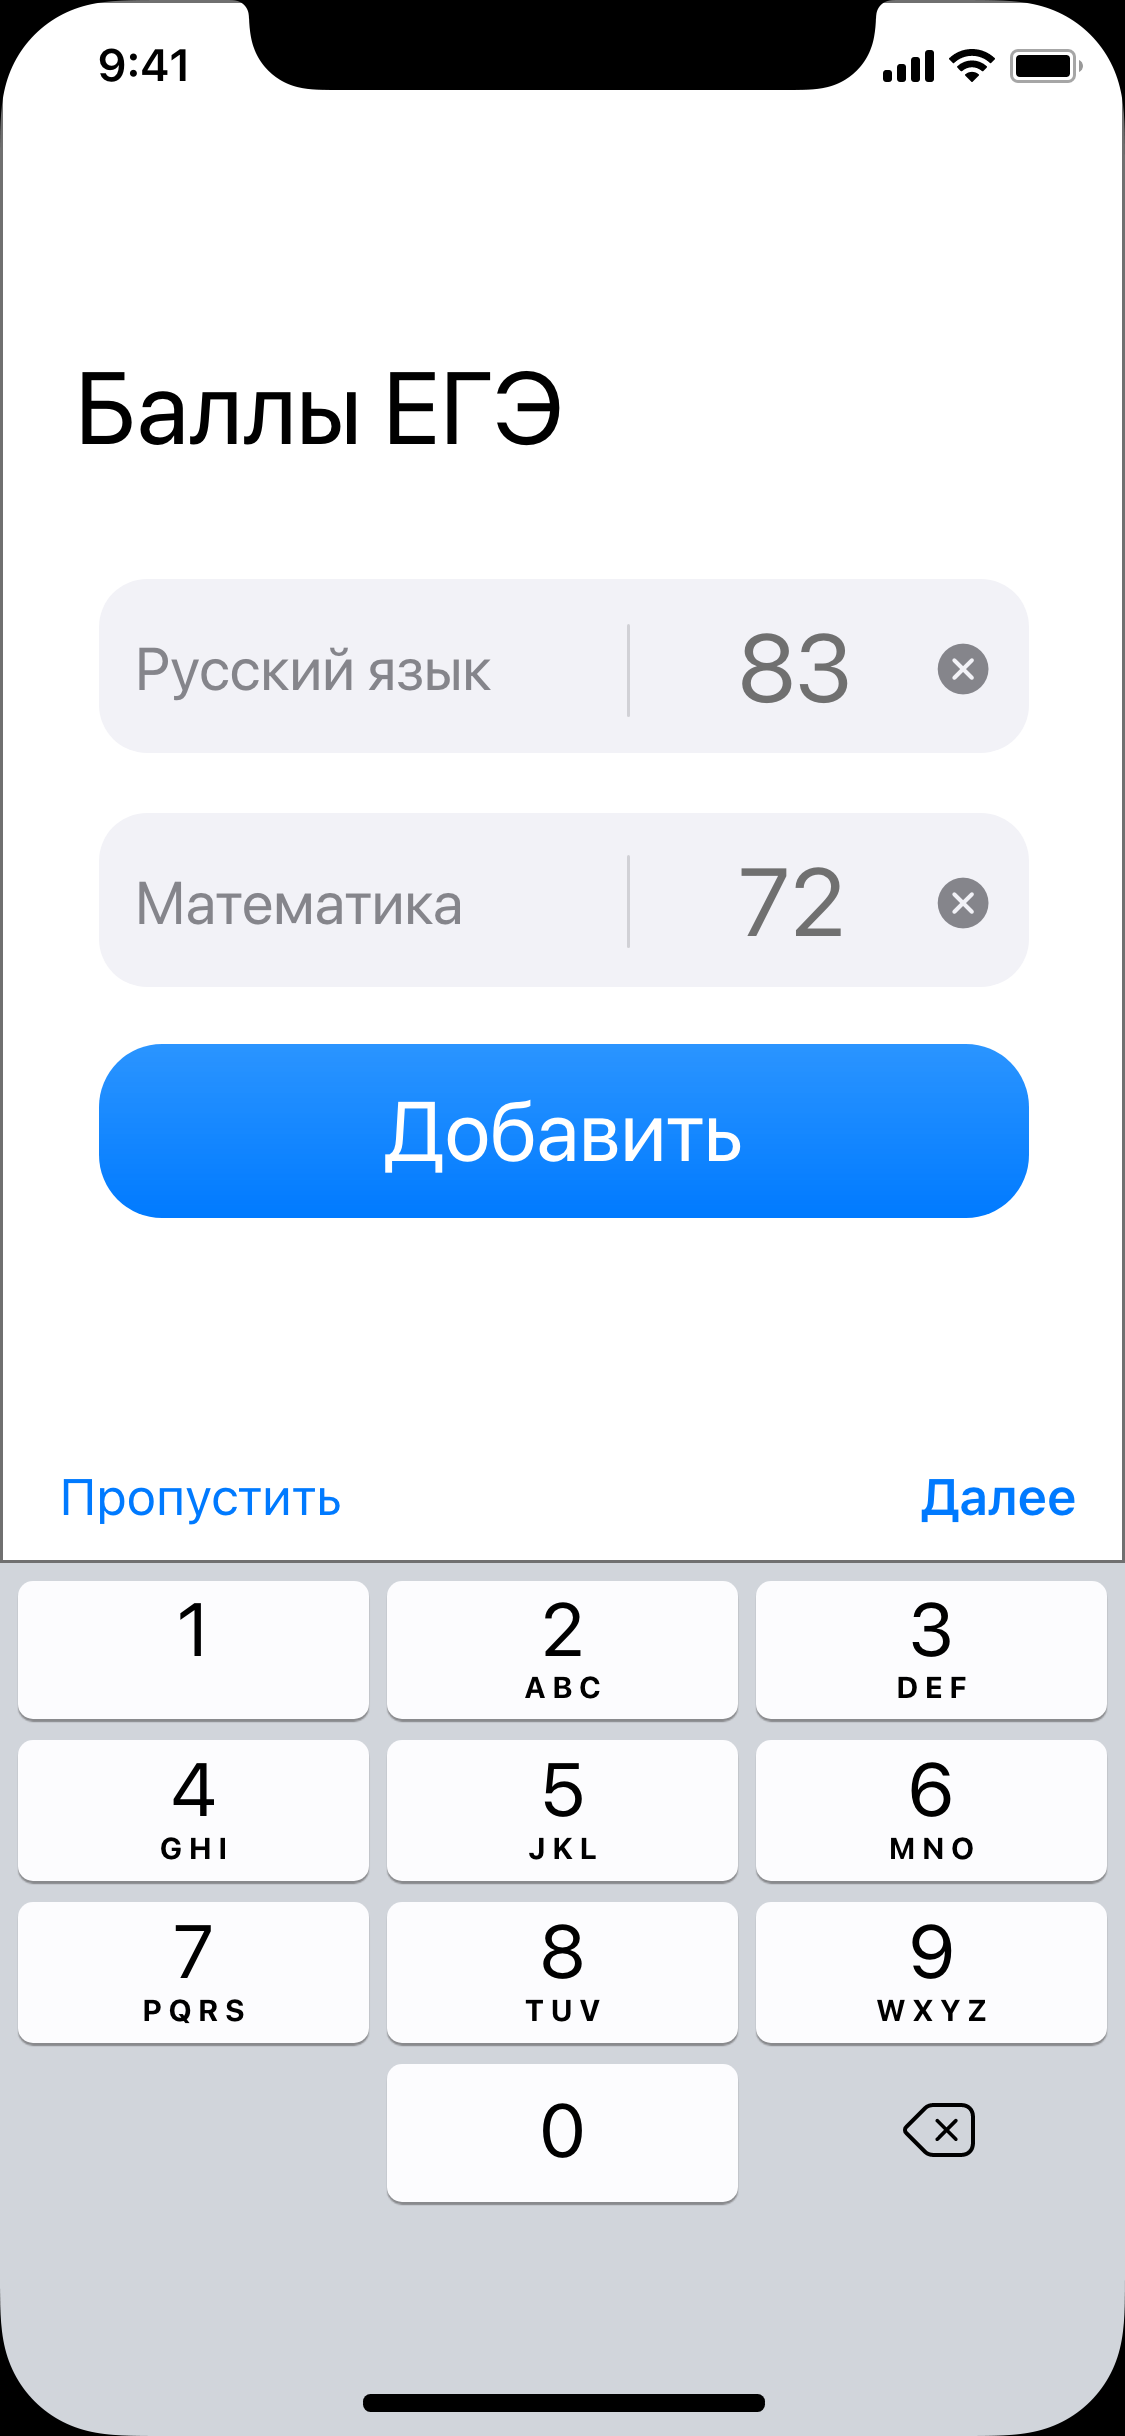 9:41
Баллы ЕГЭ
Русский язык 83
Математика 72
Добавить
Пропустить Далее
1 2 3
ABC DEF
4 5 6
GHI JKL MNO
7 8 9
PQRS TUV WXYZ
0